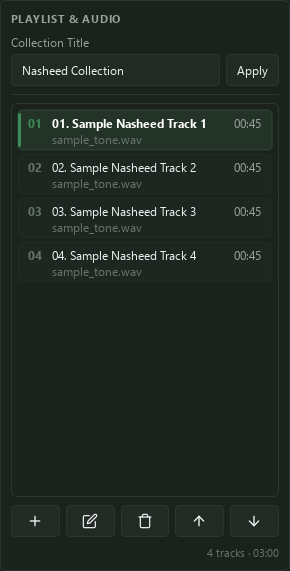 PLAYLIST & AUDIO
Collection Title
Nasheed Collection
Apply
01 01. Sample Nasheed Track 1 00:45
sample_tone.wav
02 02. Sample Nasheed Track 2 00:45
sample_tone.wav
03 03. Sample Nasheed Track 3 00:45
sample_tone.wav
04 04. Sample Nasheed Track 4 00:45
sample_tone.wav
4 tracks · 03:00